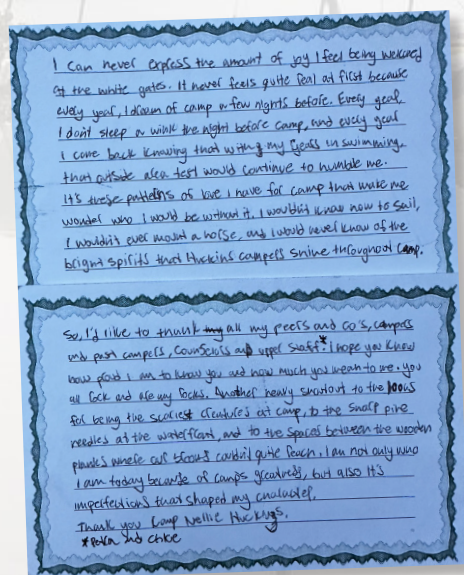 I can never express the amount of joy I feel being welcomed
at the white gates. It never feels quite real at first because
every year, I dream of camp a few nights before. Every year,
I don't sleep a wink the night before camp, and every year
I come back knowing that with my years in swimming,
that outside area test would continue to humble me.
It's these patterns of love I have for camp that make me
wonder who I would be without it. I wouldn't know how to sail,
I wouldn't ever mount a horse, and I would never know of the
bright spirits that Huckins campers shine throughout camp.
So, I'd like to thank all my peers and co's, campers
and past campers, Counselors and upper staff.* I hope you know
how proud I am to know you and how much you mean to me. You
all rock and are my rocks. Another heavy shoutout to the loons
for being the scariest creatures at camp, to the sharp pine
needles at the waterfront, and to the spaces between the wooden
planks where our brooms couldn't quite reach. I am not only who
I am today because of camps greatness, but also it's
imperfections that shaped my character.
Thank you Camp Nellie Huckins.
* and Chloe